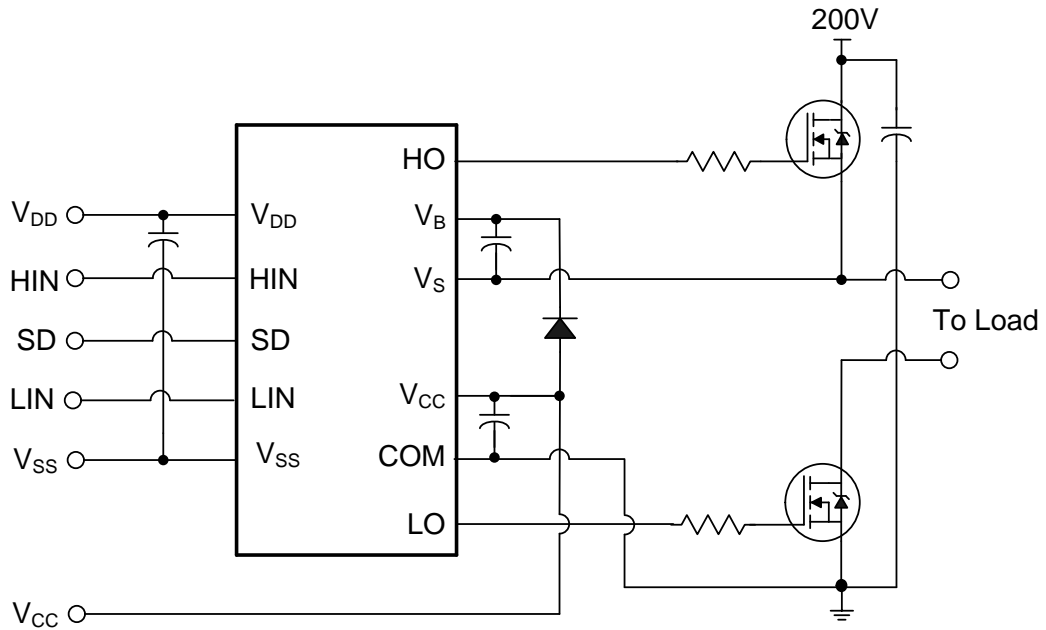 200V
HO
V_DD
V_DD
V_B
HIN
HIN
V_S
To Load
SD
SD
LIN
LIN
V_CC
V_SS
V_SS
COM
LO
V_CC